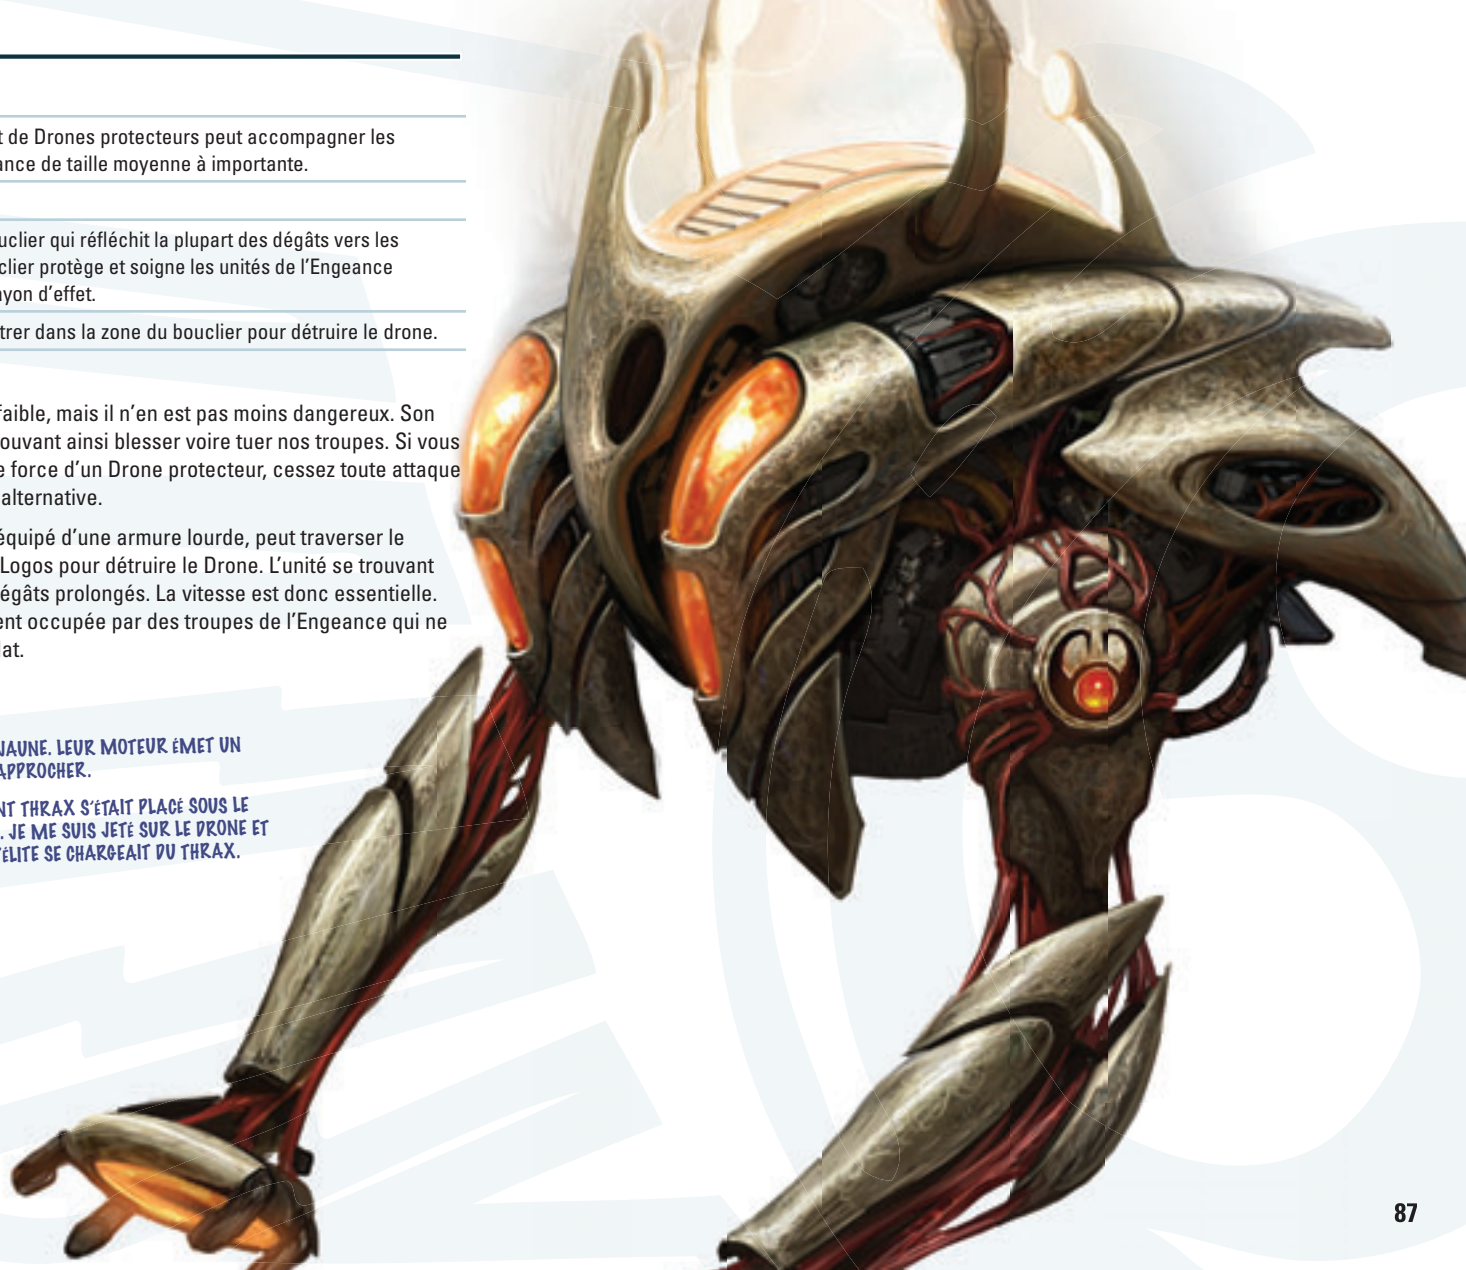 t de Drones protecteurs peut accompagner les
ance de taille moyenne à importante.
uclier qui réfléchit la plupart des dégâts vers les
clier protège et soigne les unités de l'Engeance
ayon d'effet.
trer dans la zone du bouclier pour détruire le drone.
faible, mais il n'en est pas moins dangereux. Son
ouvant ainsi blesser voire tuer nos troupes. Si vous
e force d'un Drone protecteur, cessez toute attaque
alternative.
équipé d'une armure lourde, peut traverser le
Logos pour détruire le Drone. L'unité se trouvant
égâts prolongés. La vitesse est donc essentielle.
ent occupée par des troupes de l'Engeance qui ne
lat.
JAUNE. LEUR MOTEUR ÉMET UN
APPROCHER.
NT THRAX S'ÉTAIT PLACÉ SOUS LE
. JE ME SUIS JETÉ SUR LE DRONE ET
'ÉLITE SE CHARGEAIT DU THRAX.
87